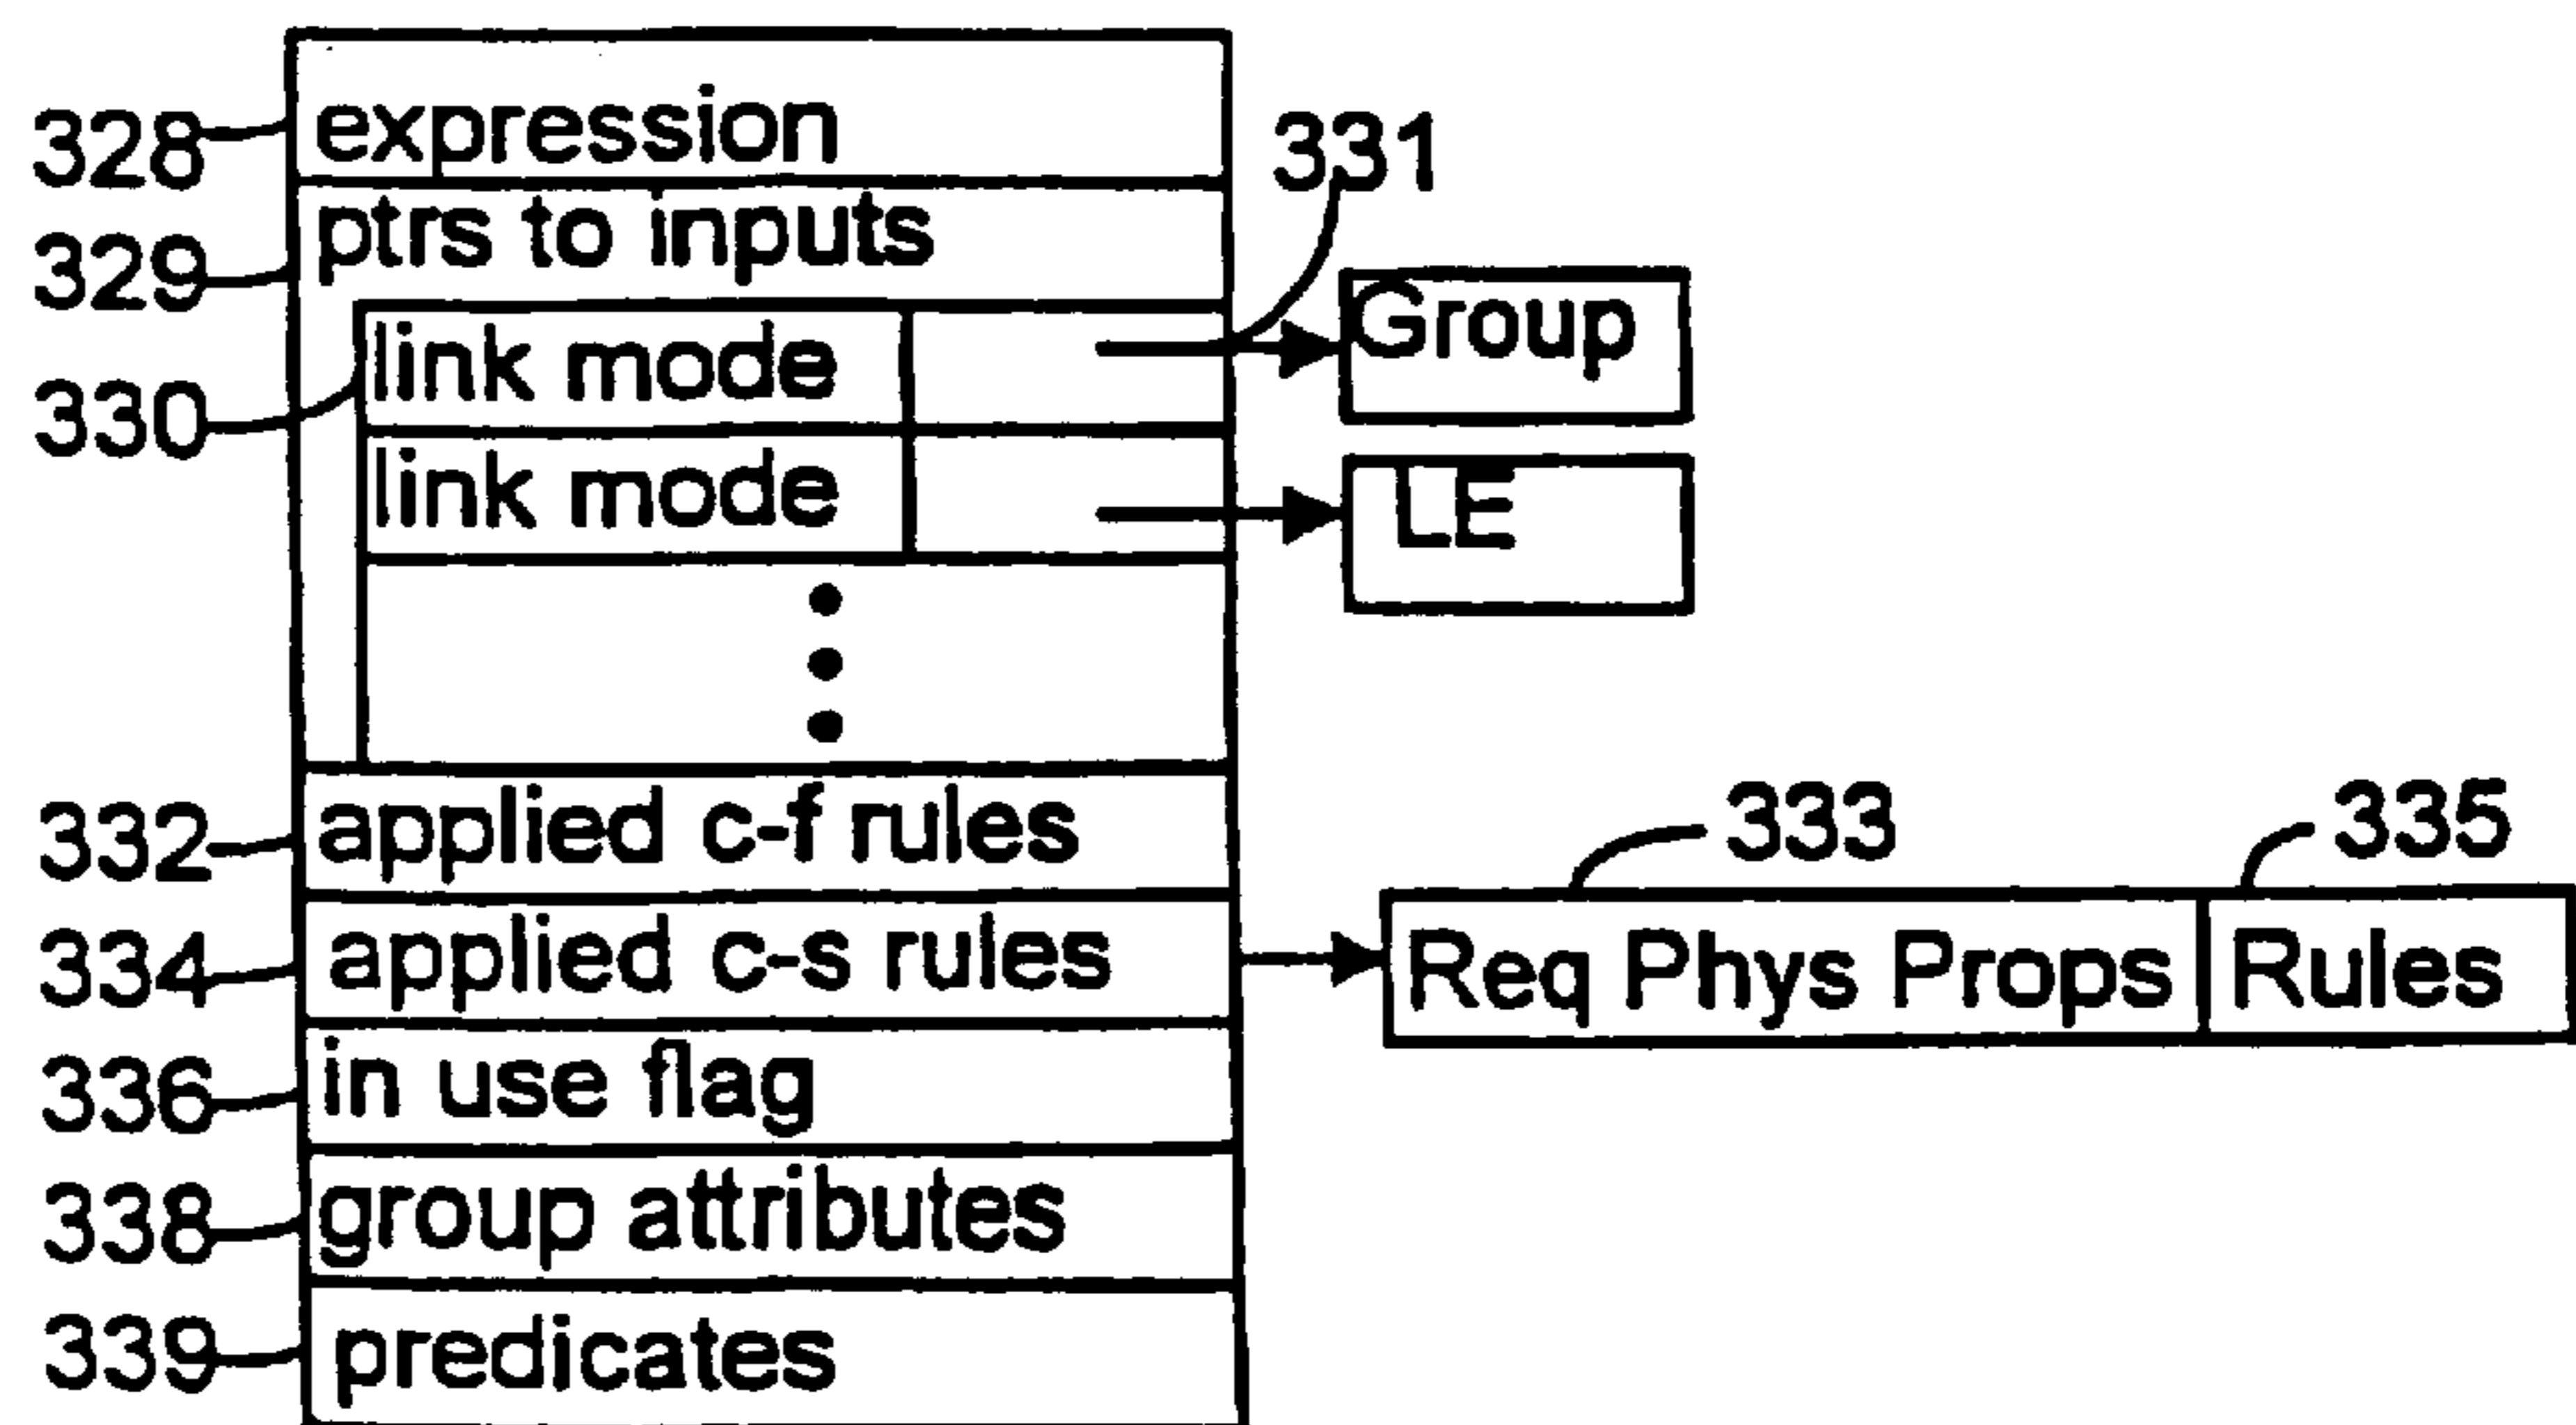 328 expression
331
329 ptrs to inputs
330 link mode Group
link mode LE
332 applied c-f rules 333 335
334 applied c-s rules Req Phys Props Rules
336 in use flag
338 group attributes
339 predicates